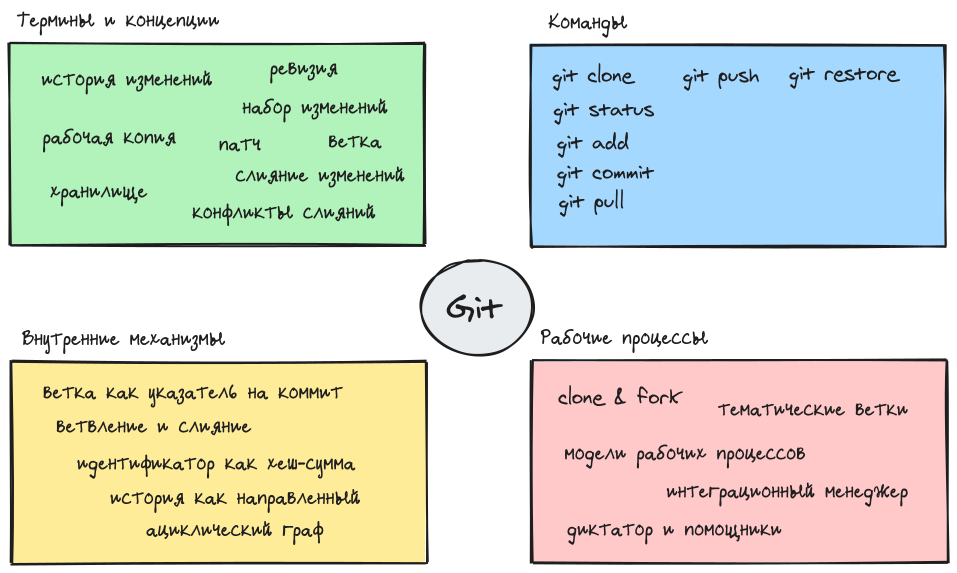 Термины и концепции
история изменений
ревизия
набор изменений
рабочая копия
патч
ветка
слияние изменений
хранилище
конфликты слияний
Команды
git clone
git push
git restore
git status
git add
git commit
git pull
Git
Внутренние механизмы
ветка как указатель на коммит
ветвление и слияние
идентификатор как хеш-сумма
история как направленный
ациклический граф
Рабочие процессы
clone & fork
тематические ветки
модели рабочих процессов
интеграционный менеджер
диктатор и помощники